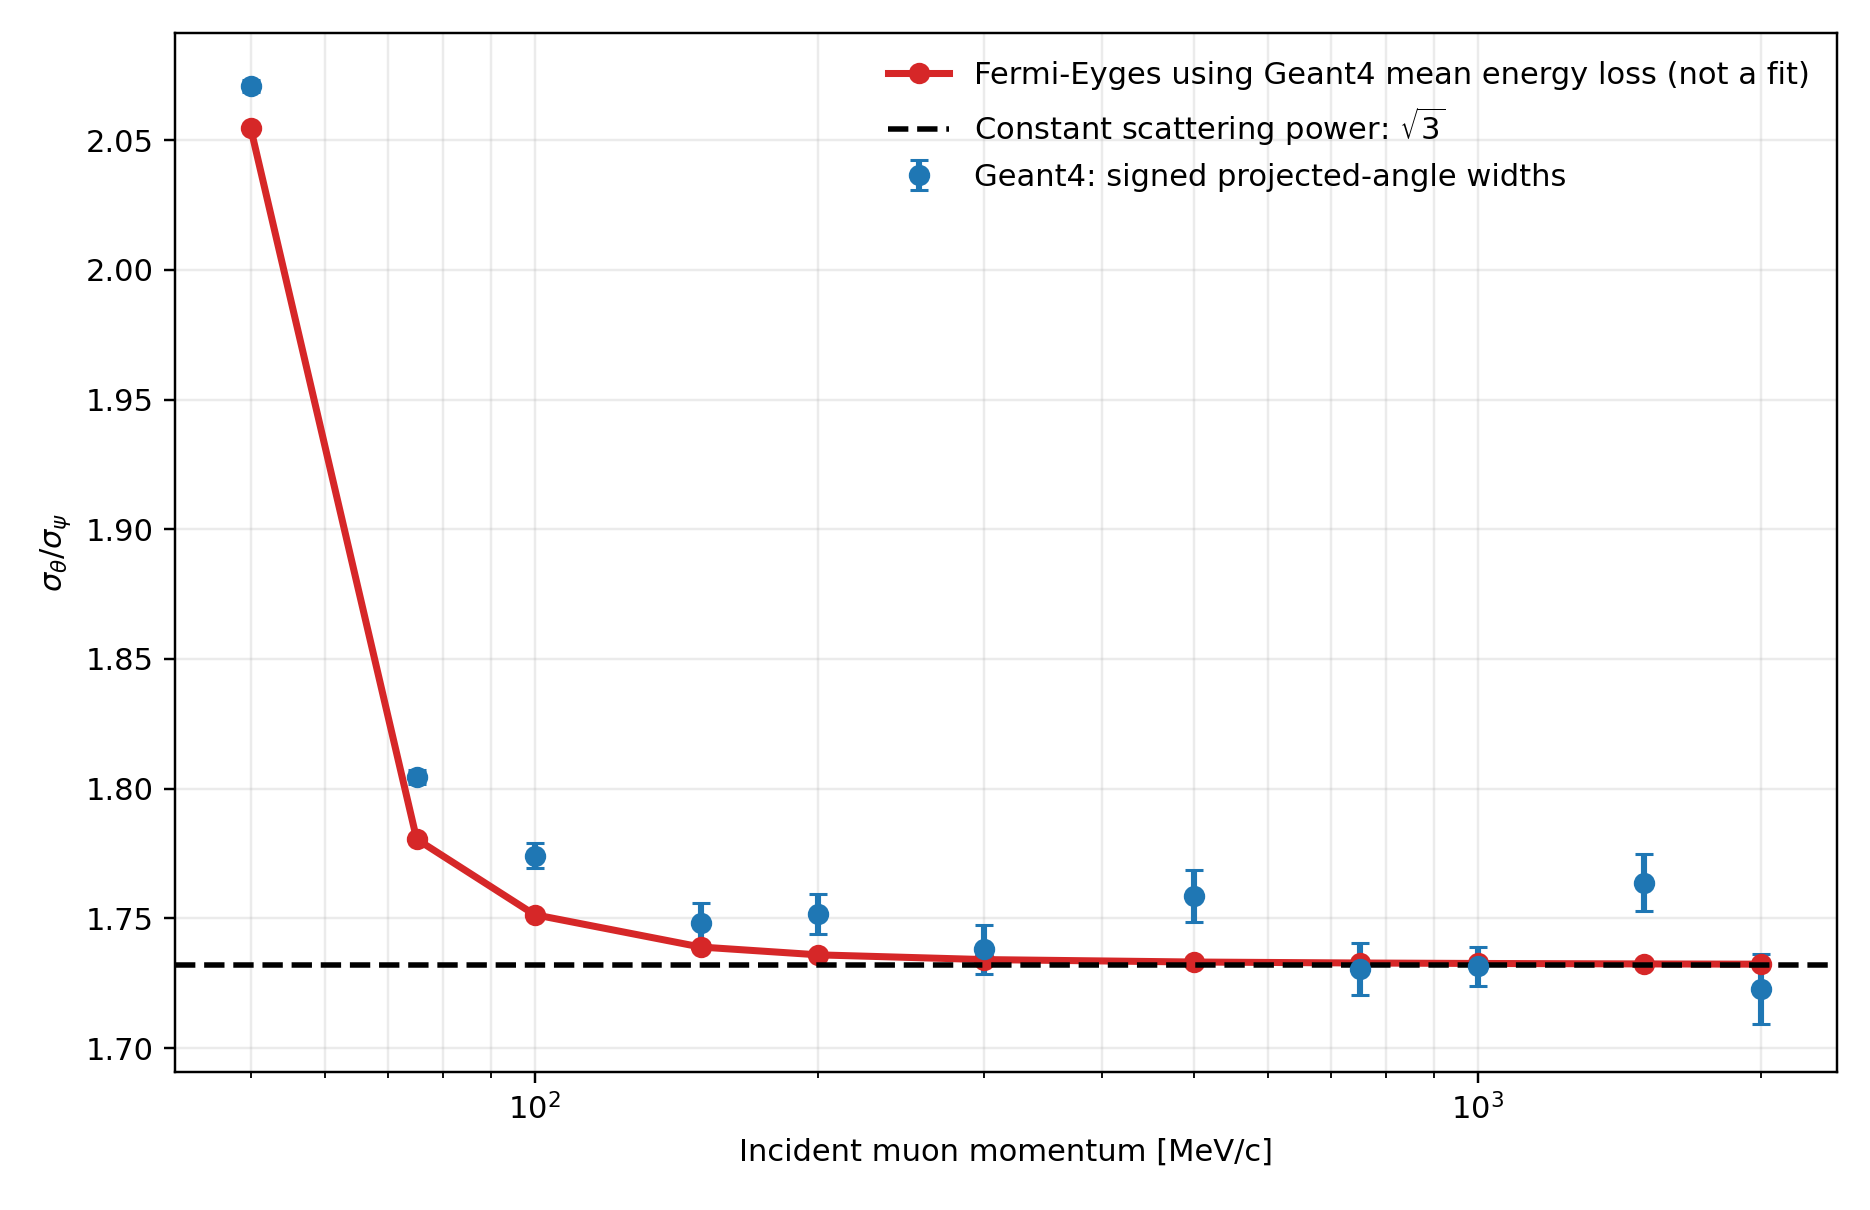 Fermi-Eyges using Geant4 mean energy loss (not a fit)
Constant scattering power: √3
Geant4: signed projected-angle widths
2.05
2.00
1.95
1.90
1.85
1.80
1.75
1.70
σθ/σψ
10²
10³
Incident muon momentum [MeV/c]